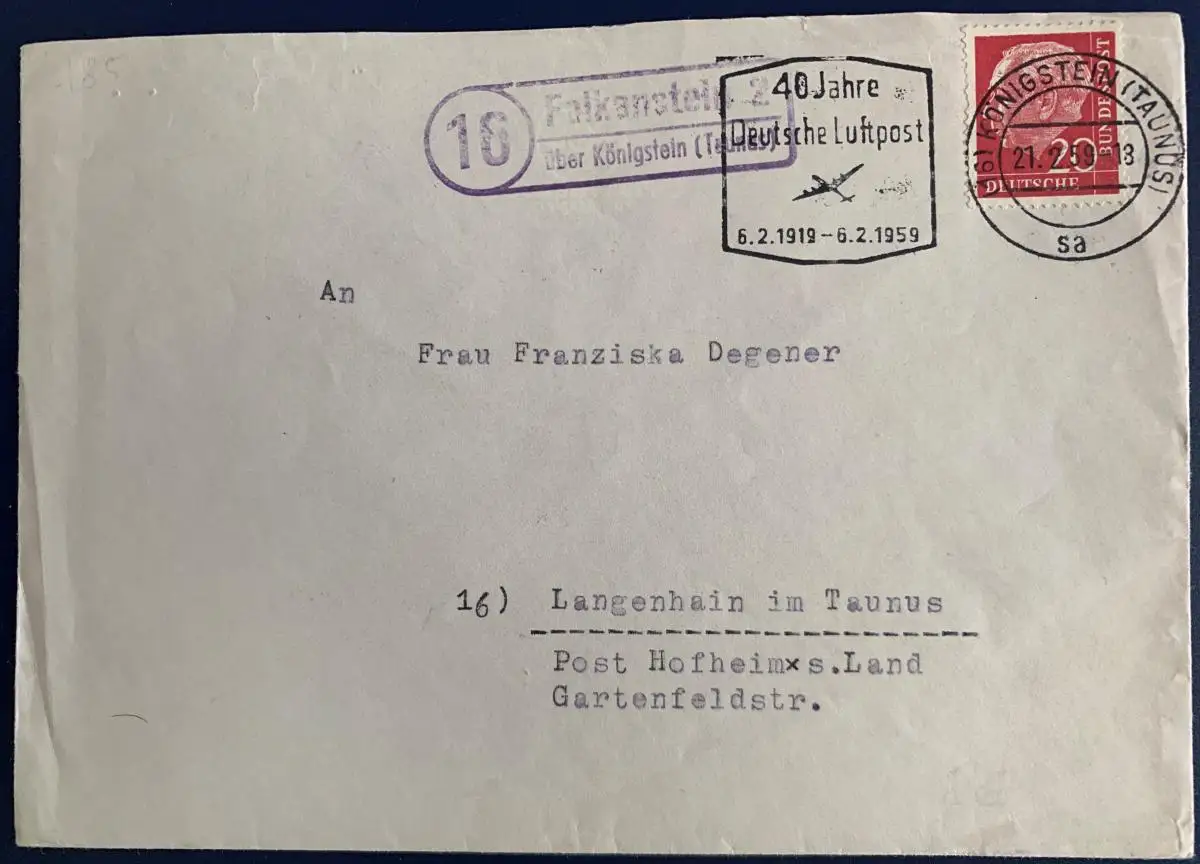 185
16
Falkenstein 2
über Königstein (Taunus)
40 Jahre
Deutsche Luftpost
6.2.1919-6.2.1959
(16) KÖNIGSTEIN (TAUNUS)
21.2.59-13
sa
20
DEUTSCHE
BUNDESPOST
An
Frau Franziska Degener
16) Langenhain im Taunus
Post Hofheim x s.Land
Gartenfeldstr.